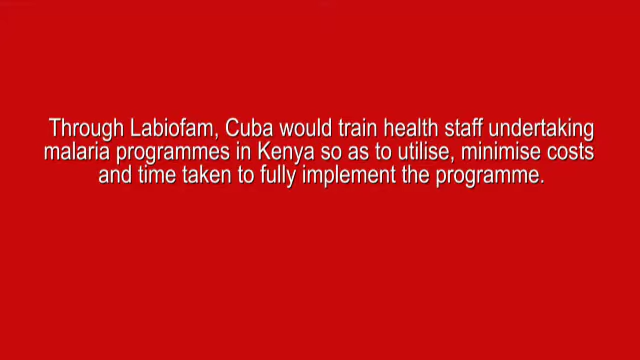 Through Labiofam, Cuba would train health staff undertaking
malaria programmes in Kenya so as to utilise, minimise costs
and time taken to fully implement the programme.